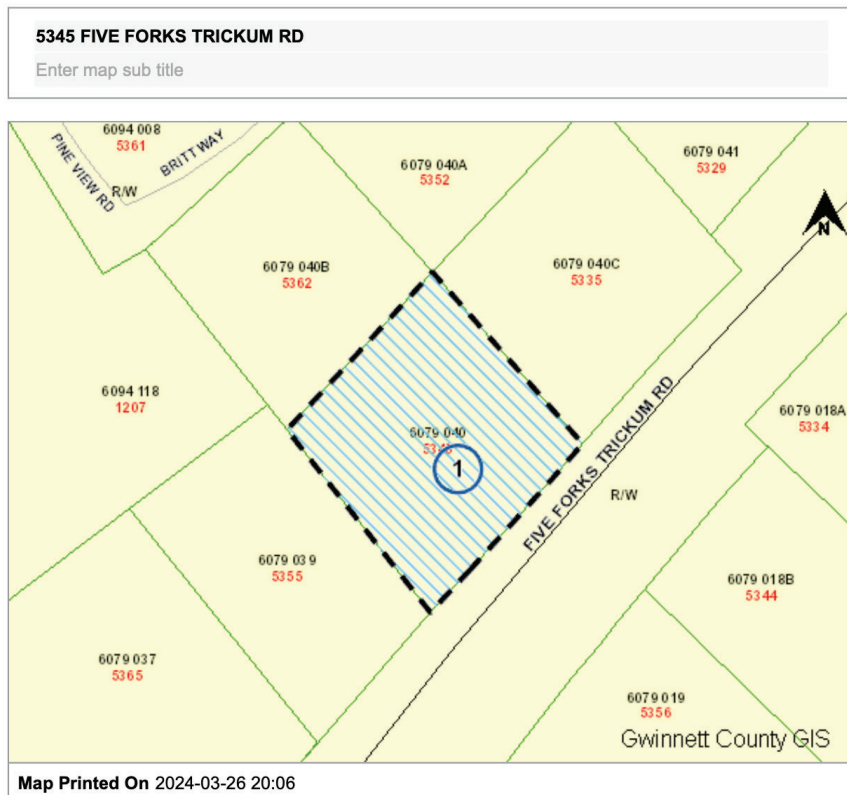 5345 FIVE FORKS TRICKUM RD
Enter map sub title
6094 008
5361
BRITT WAY
PINE VIEW RD
R/W
6079 040A
5352
6079 041
5329
N
6079 040B
5362
6079 040C
5335
6094 118
1207
6079 018A
5334
6079 040
1
FIVE FORKS TRICKUM RD
R/W
6079 039
5355
6079 018B
5344
6079 037
5365
6079 019
5356
Gwinnett County GIS
Map Printed On 2024-03-26 20:06